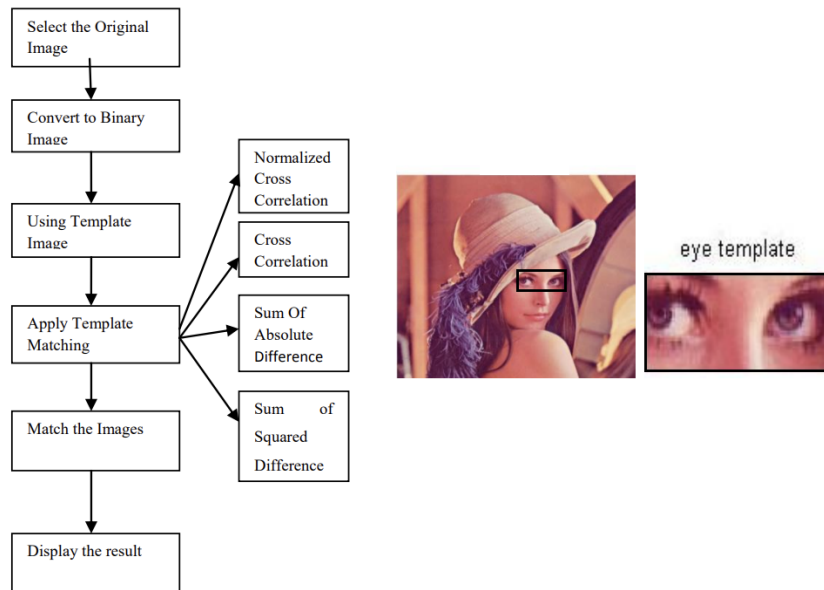 Select the Original
Image
Convert to Binary
Image
Using Template
Image
Apply Template
Matching
Match the Images
Display the result
Normalized
Cross
Correlation
Cross
Correlation
Sum Of
Absolute
Difference
Sum of
Squared
Difference
eye template